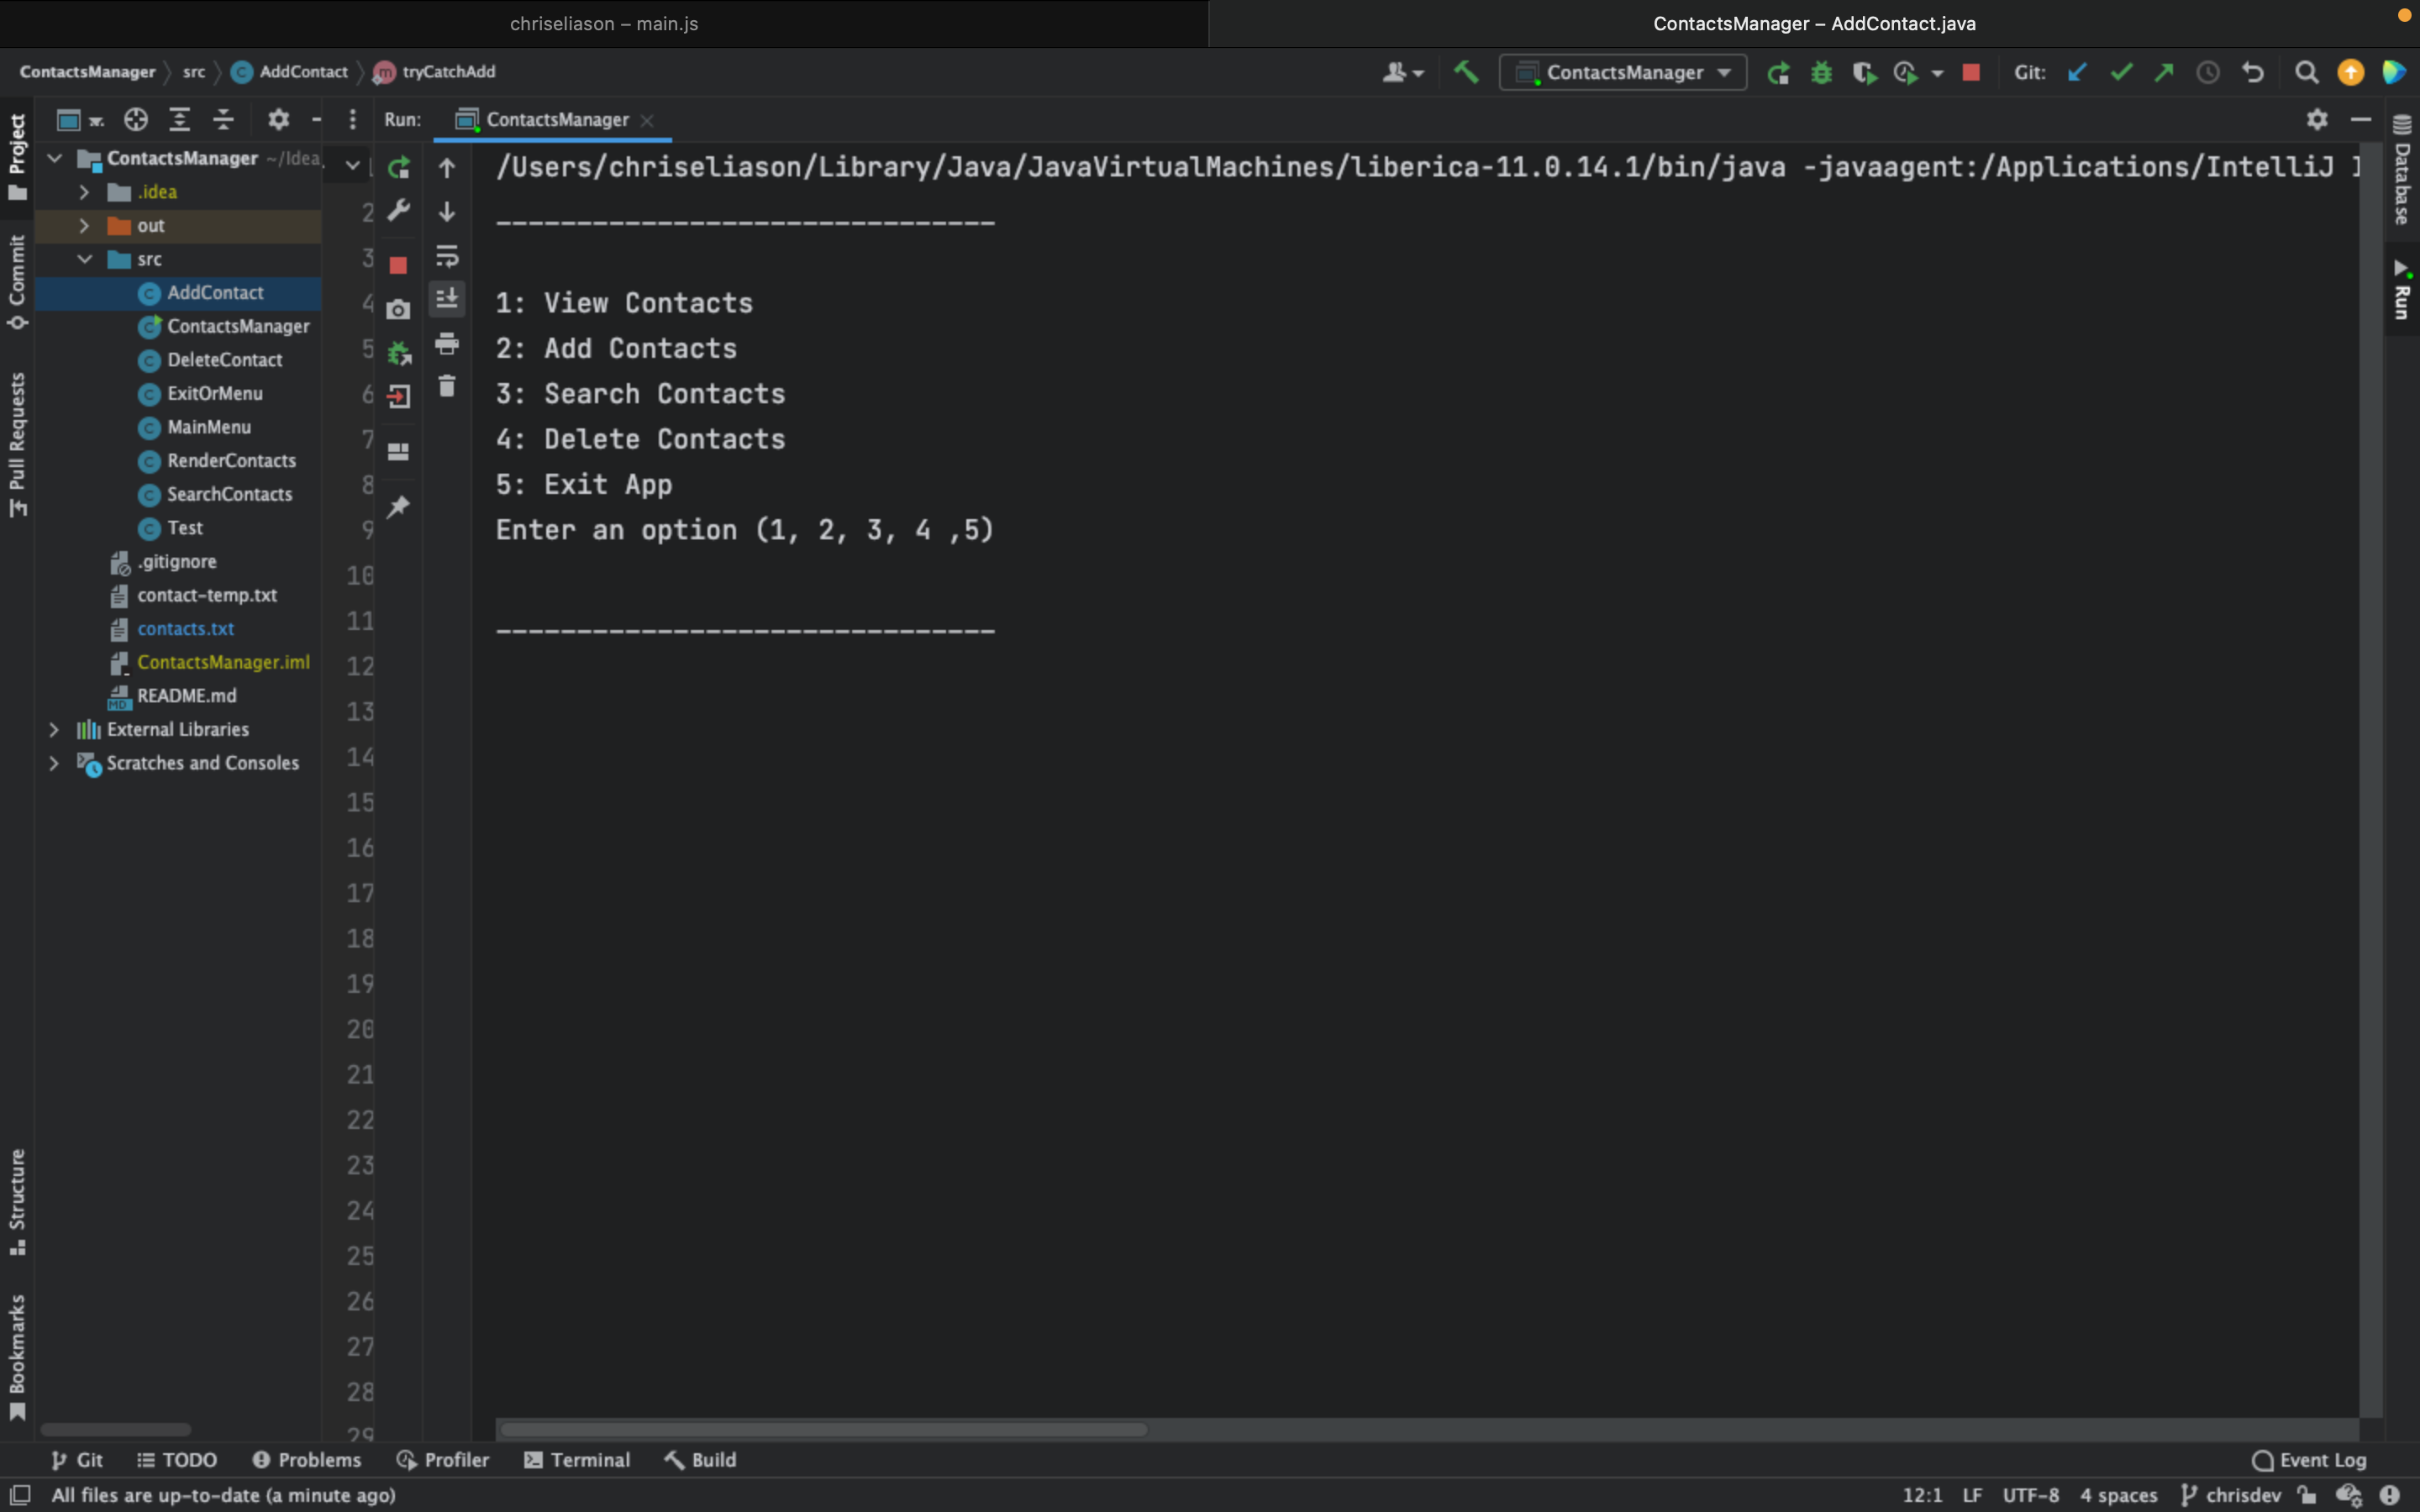 chriseliason – main.js
ContactsManager – AddContact.java
ContactsManager src AddContact m tryCatchAdd
ContactsManager Git:
Project
Commit
Pull Requests
Structure
Bookmarks
ContactsManager ~/Idea
.idea
out
src
C AddContact
C ContactsManager
C DeleteContact
C ExitOrMenu
C MainMenu
C RenderContacts
C SearchContacts
C Test
.gitignore
contact-temp.txt
contacts.txt
ContactsManager.iml
MD README.md
External Libraries
Scratches and Consoles
2
3
4
5
6
7
8
9
10
11
12
13
14
15
16
17
18
19
20
21
22
23
24
25
26
27
28
29
Run: ContactsManager
/Users/chriseliason/Library/Java/JavaVirtualMachines/liberica-11.0.14.1/bin/java -javaagent:/Applications/IntelliJ I
_______________________________
1: View Contacts
2: Add Contacts
3: Search Contacts
4: Delete Contacts
5: Exit App
Enter an option (1, 2, 3, 4 ,5)
_______________________________
Database
Run
Git TODO Problems Profiler Terminal Build Event Log
All files are up-to-date (a minute ago) 12:1 LF UTF-8 4 spaces chrisdev